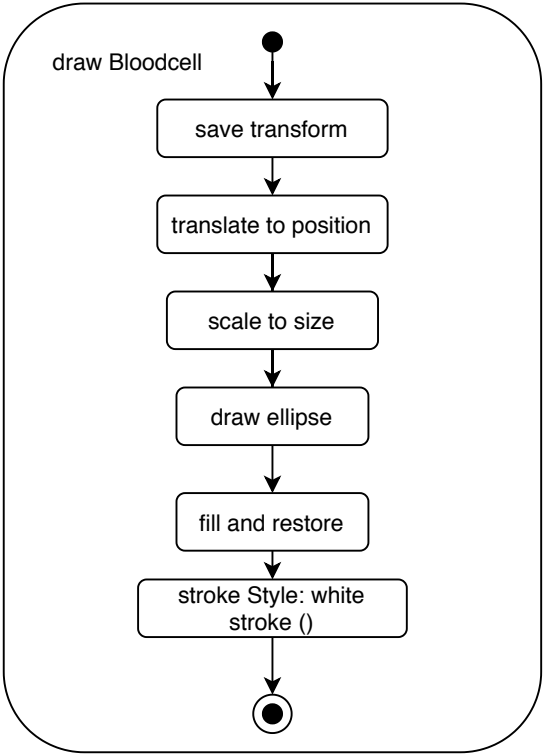 draw Bloodcell
save transform
translate to position
scale to size
draw ellipse
fill and restore
stroke Style: white
stroke ()